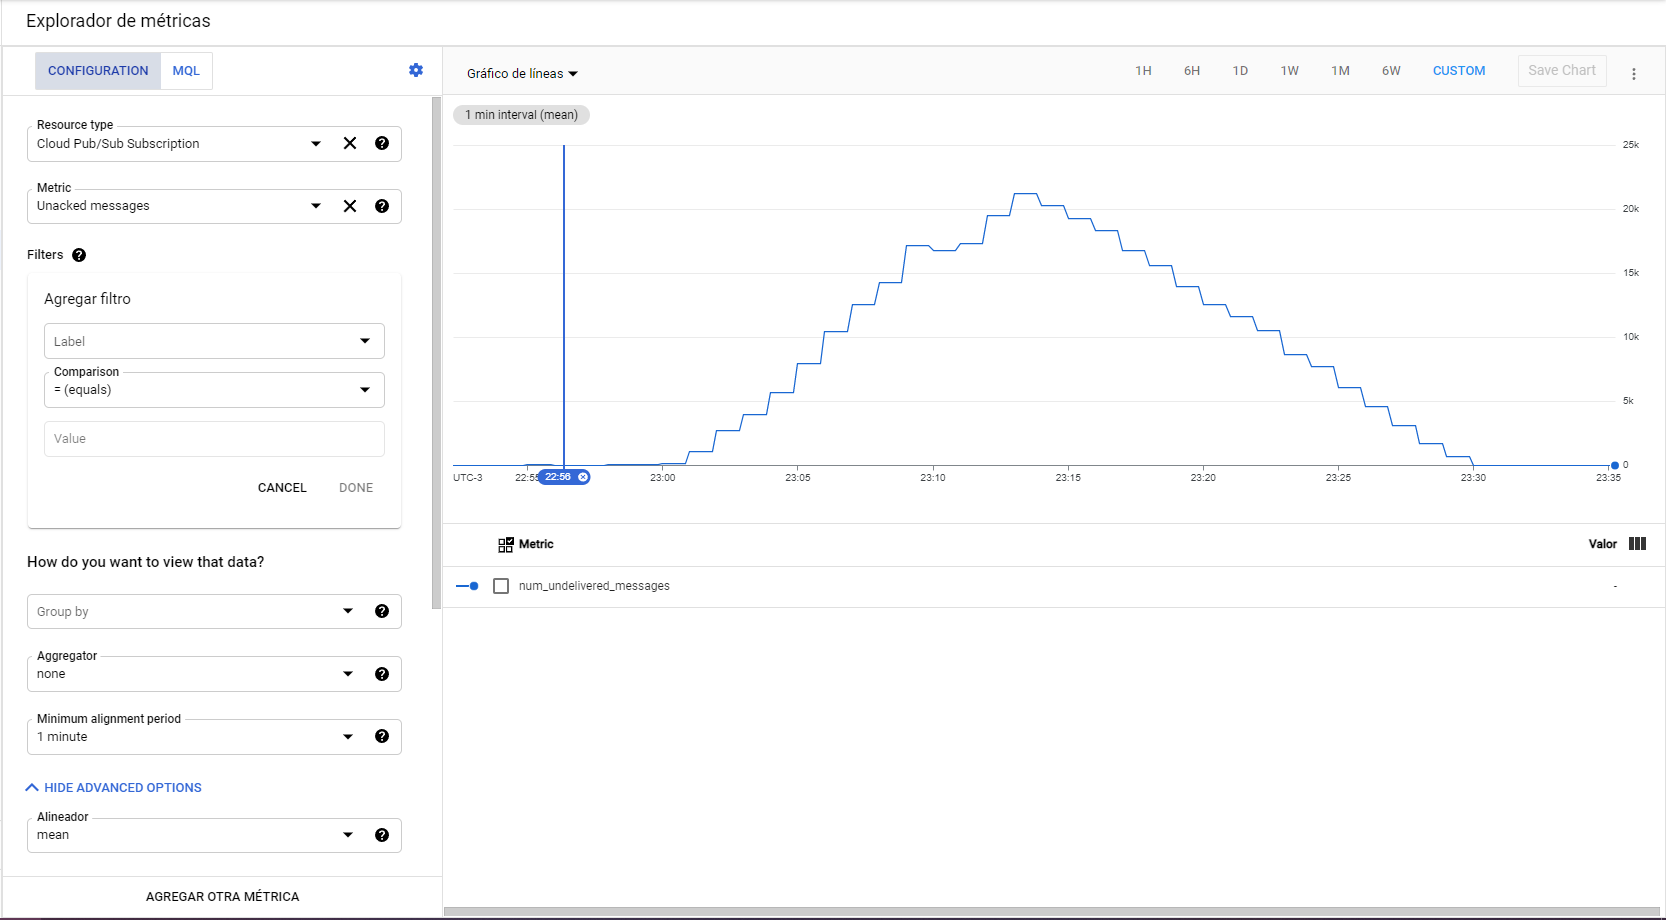 Explorador de métricas
CONFIGURATION MQL
Resource type
Cloud Pub/Sub Subscription
Metric
Unacked messages
Filters
Agregar filtro
Label
Comparison
= (equals)
Value
CANCEL DONE
How do you want to view that data?
Group by
Aggregator
none
Minimum alignment period
1 minute
HIDE ADVANCED OPTIONS
Alineador
mean
AGREGAR OTRA MÉTRICA
Gráfico de líneas 1H 6H 1D 1W 1M 6W CUSTOM Save Chart
1 min interval (mean)
25k
20k
15k
10k
5k
0
UTC-3 22:55 22:56 23:00 23:05 23:10 23:15 23:20 23:25 23:30 23:35
Metric Valor
num_undelivered_messages -